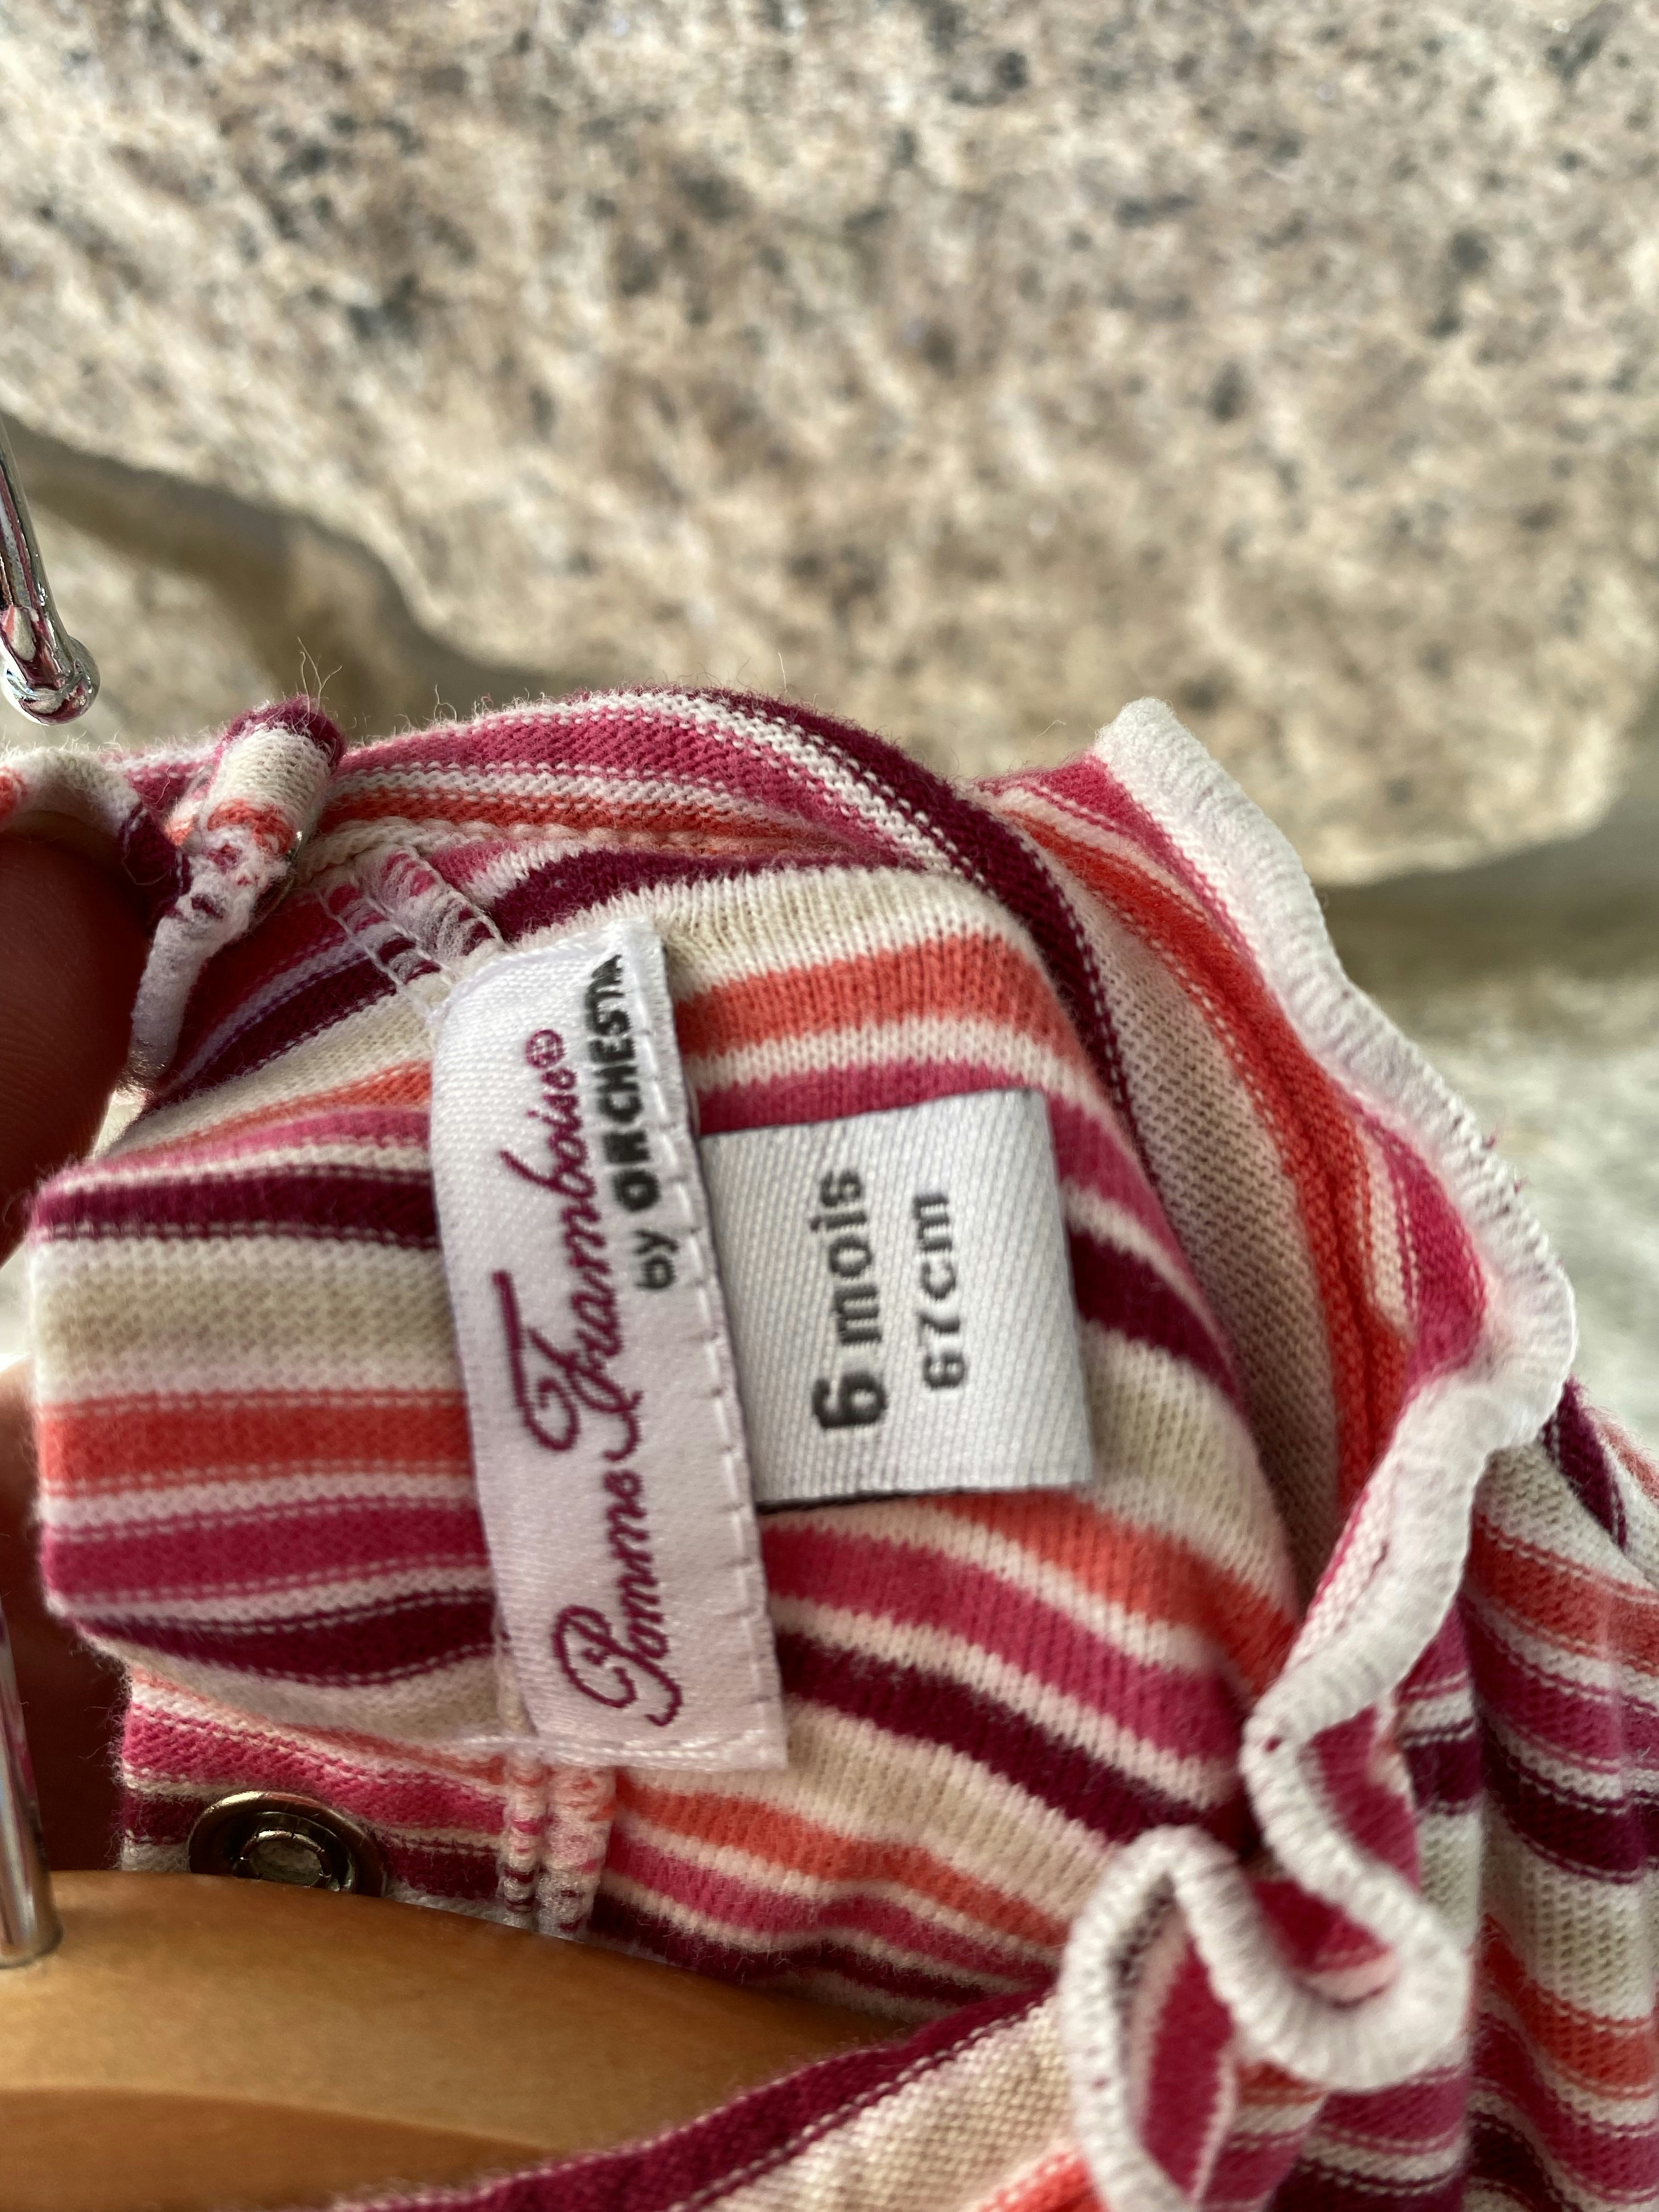 Pomme Framboise®
by ORCHESTRA
6 mois
67cm